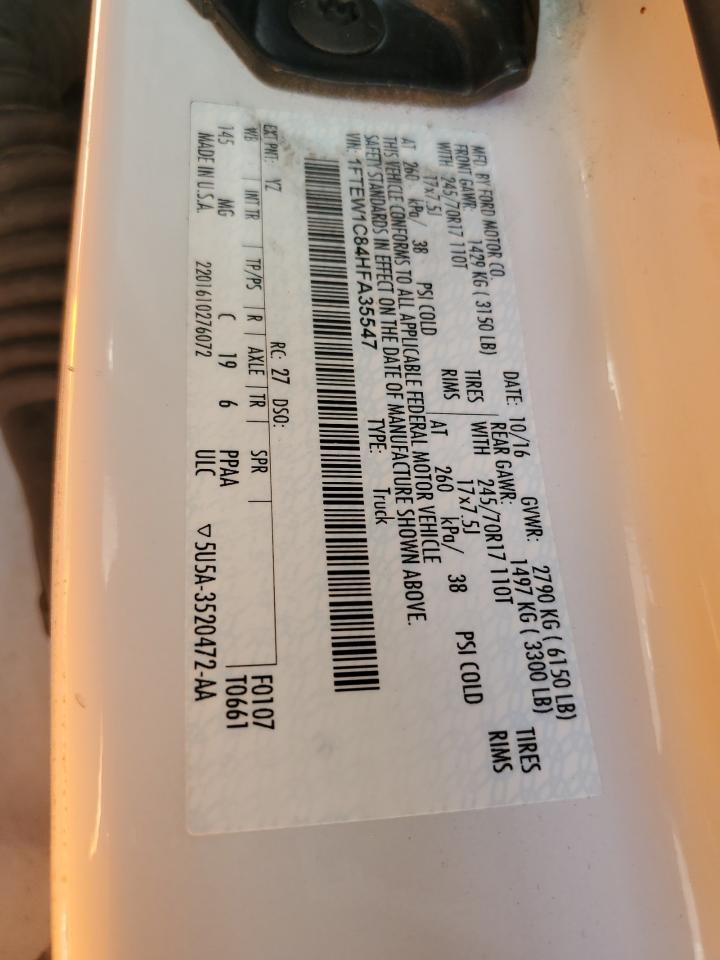 MFD. BY FORD MOTOR CO. DATE: 10/16 GVWR: 2790 KG ( 6150 LB)
FRONT GAWR: 1429 KG ( 3150 LB) REAR GAWR: 1497 KG ( 3300 LB)
WITH 245/70R17 110T TIRES WITH 245/70R17 110T TIRES
17x7.5J RIMS 17x7.5J RIMS
AT 260 kPa/ 38 PSI COLD AT 260 kPa/ 38 PSI COLD
THIS VEHICLE CONFORMS TO ALL APPLICABLE FEDERAL MOTOR VEHICLE
SAFETY STANDARDS IN EFFECT ON THE DATE OF MANUFACTURE SHOWN ABOVE.
VIN: 1FTEW1C84HFA35547 TYPE: Truck
EXT PNT: YZ RC: 27 DSO: F0107
WB INT TR TP/PS R AXLE TR SPR T0661
145 MG C 19 6 PPAA
MADE IN U.S.A. 2201610276072 ULC ▽5U5A-3520472-AA